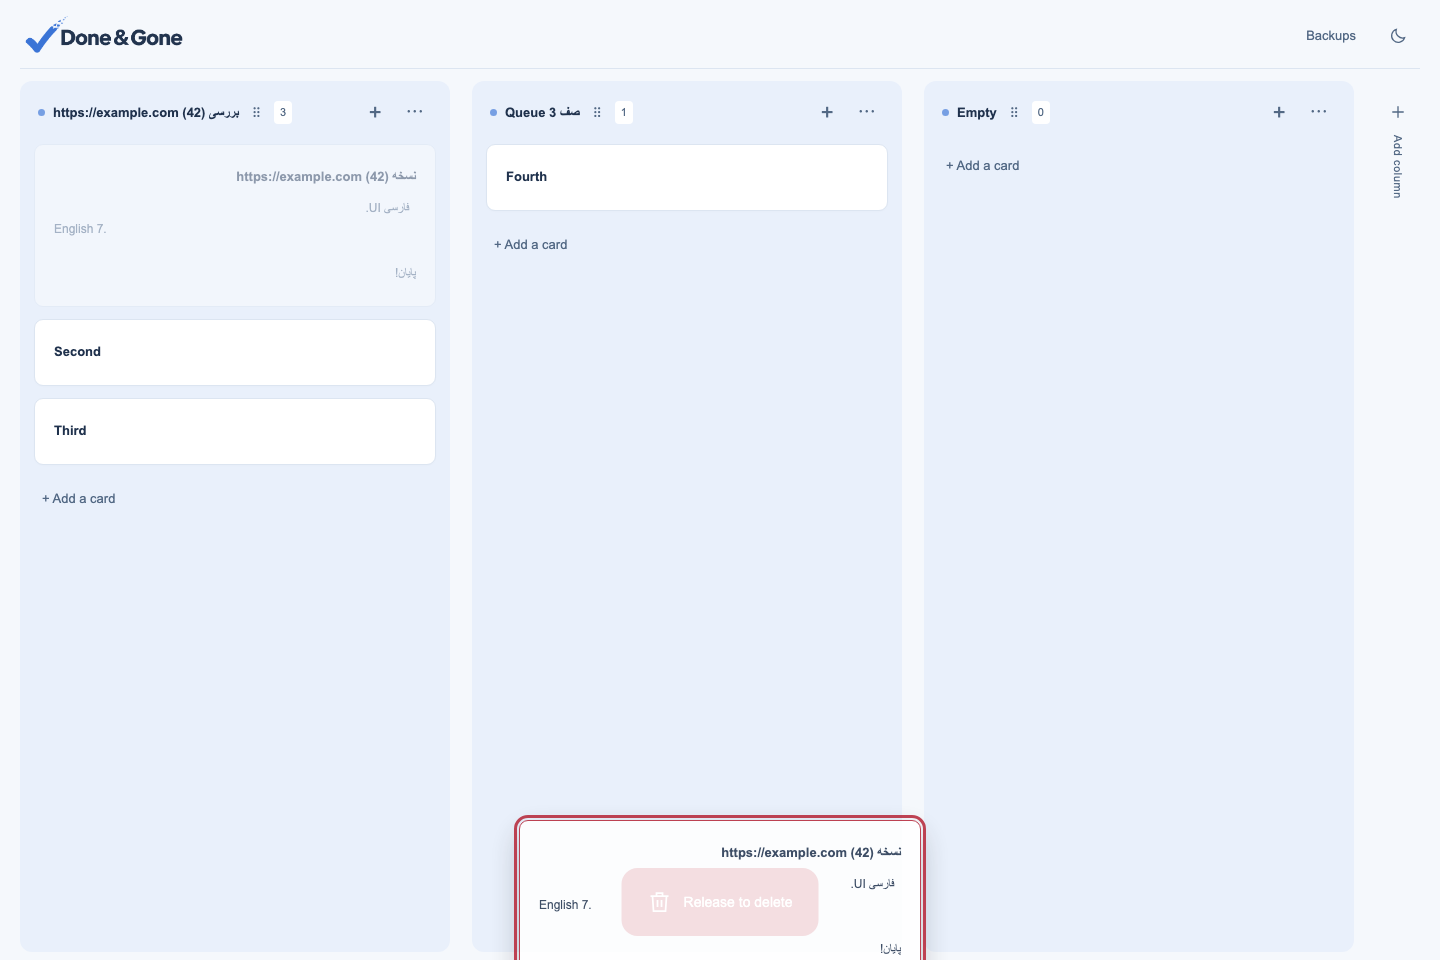 Done & Gone
Backups
بررسی https://example.com (42)
3
Queue 3 صف
1
Empty
0
Add column
نسخه https://example.com (42)
فارسی UI.
English 7.
پایان!
Second
Third
+ Add a card
Fourth
+ Add a card
+ Add a card
نسخه https://example.com (42)
فارسی UI.
English 7.
Release to delete
پایان!